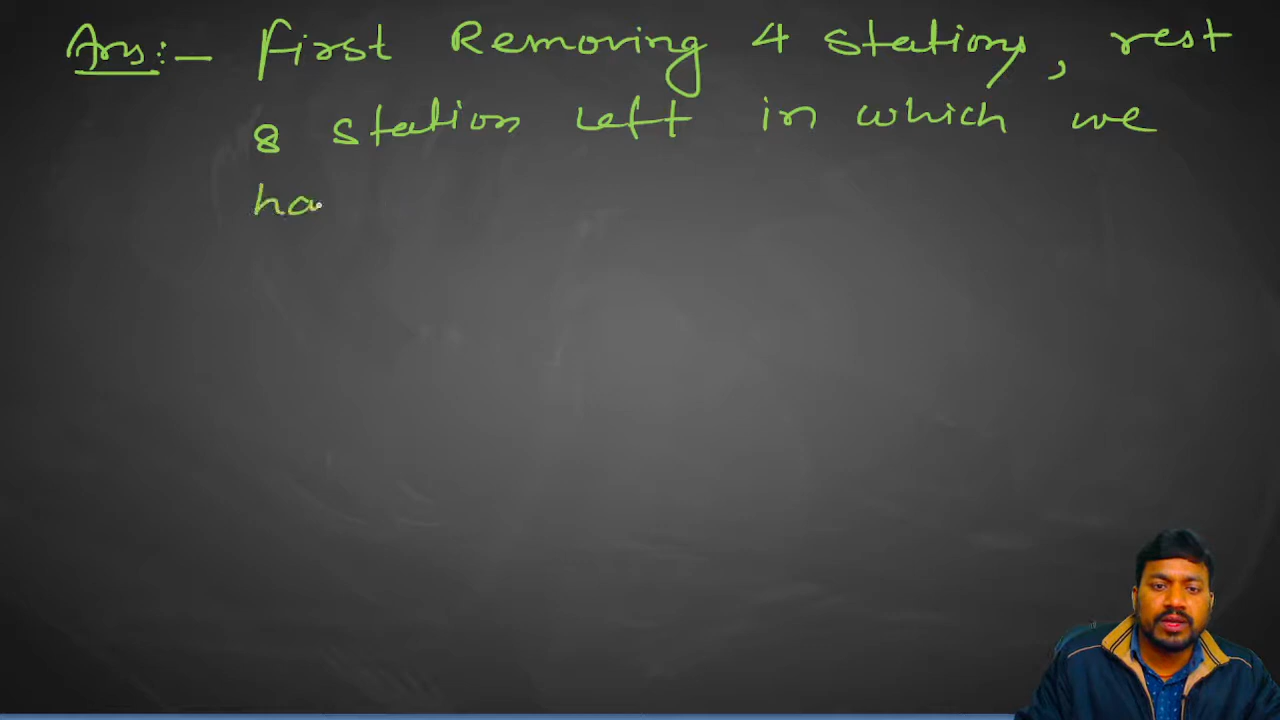 Ans:- First Removing 4 stations, rest
8 station left in which we
ha